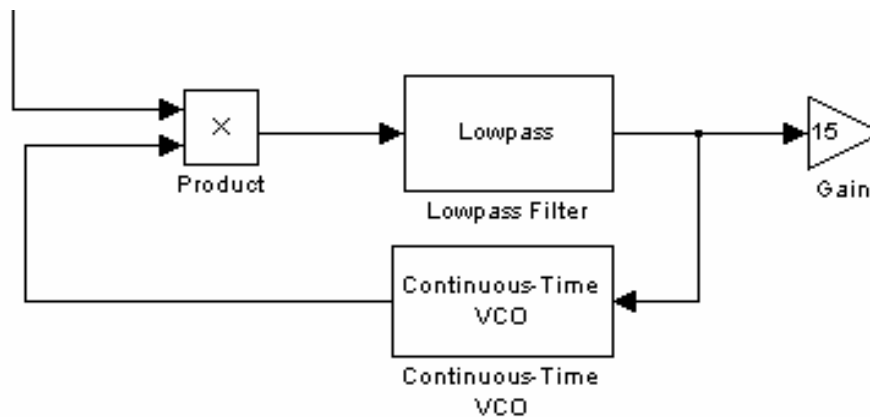 ×
Product
Lowpass
Lowpass Filter
15
Gain
Continuous-Time
VCO
Continuous-Time
VCO